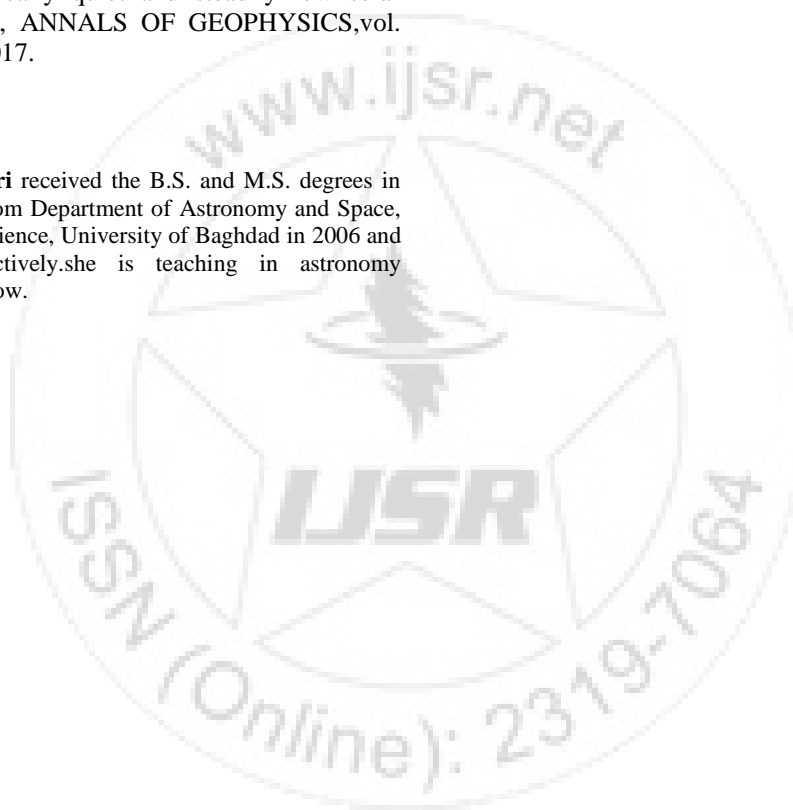 , ANNALS OF GEOPHYSICS,vol.
017.
www.ijsr.net
ri received the B.S. and M.S. degrees in
om Department of Astronomy and Space,
ience, University of Baghdad in 2006 and
ctively.she is teaching in astronomy
ow.
IJSR
ISSN (Online): 2319-7064